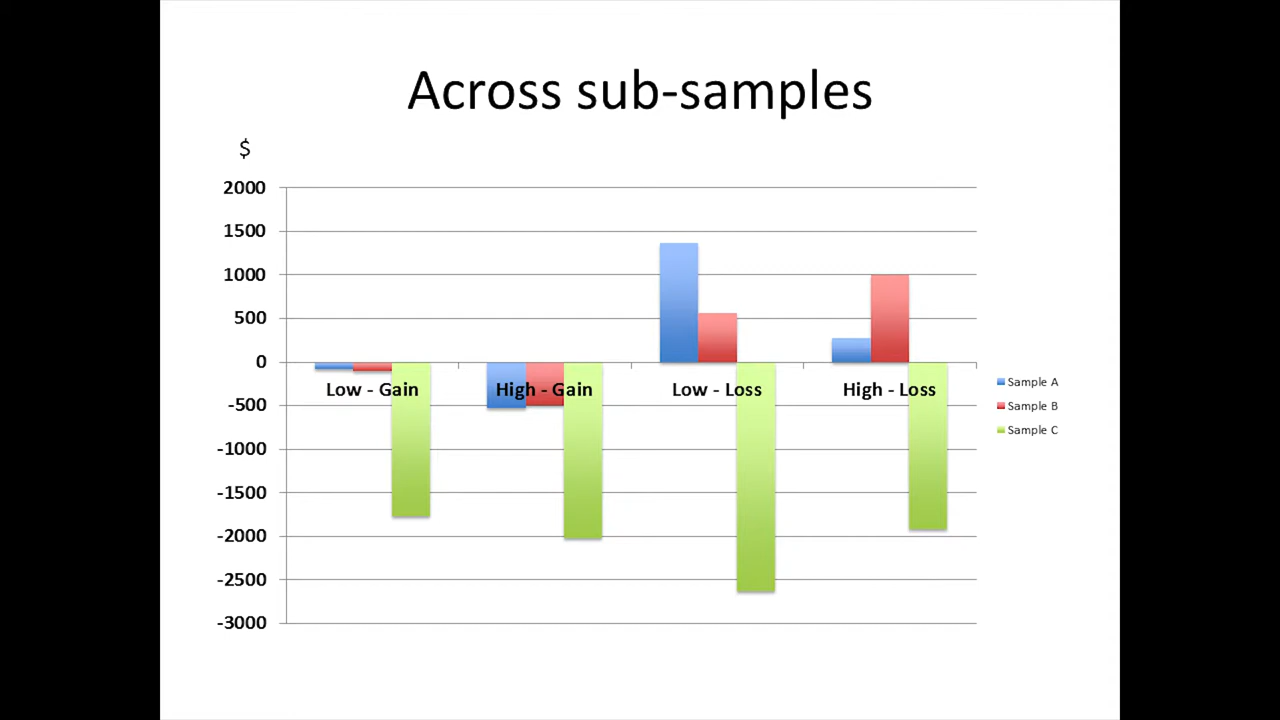 Across sub-samples
$
2000
1500
1000
500
0
-500
-1000
-1500
-2000
-2500
-3000
Low - Gain
High - Gain
Low - Loss
High - Loss
Sample A
Sample B
Sample C